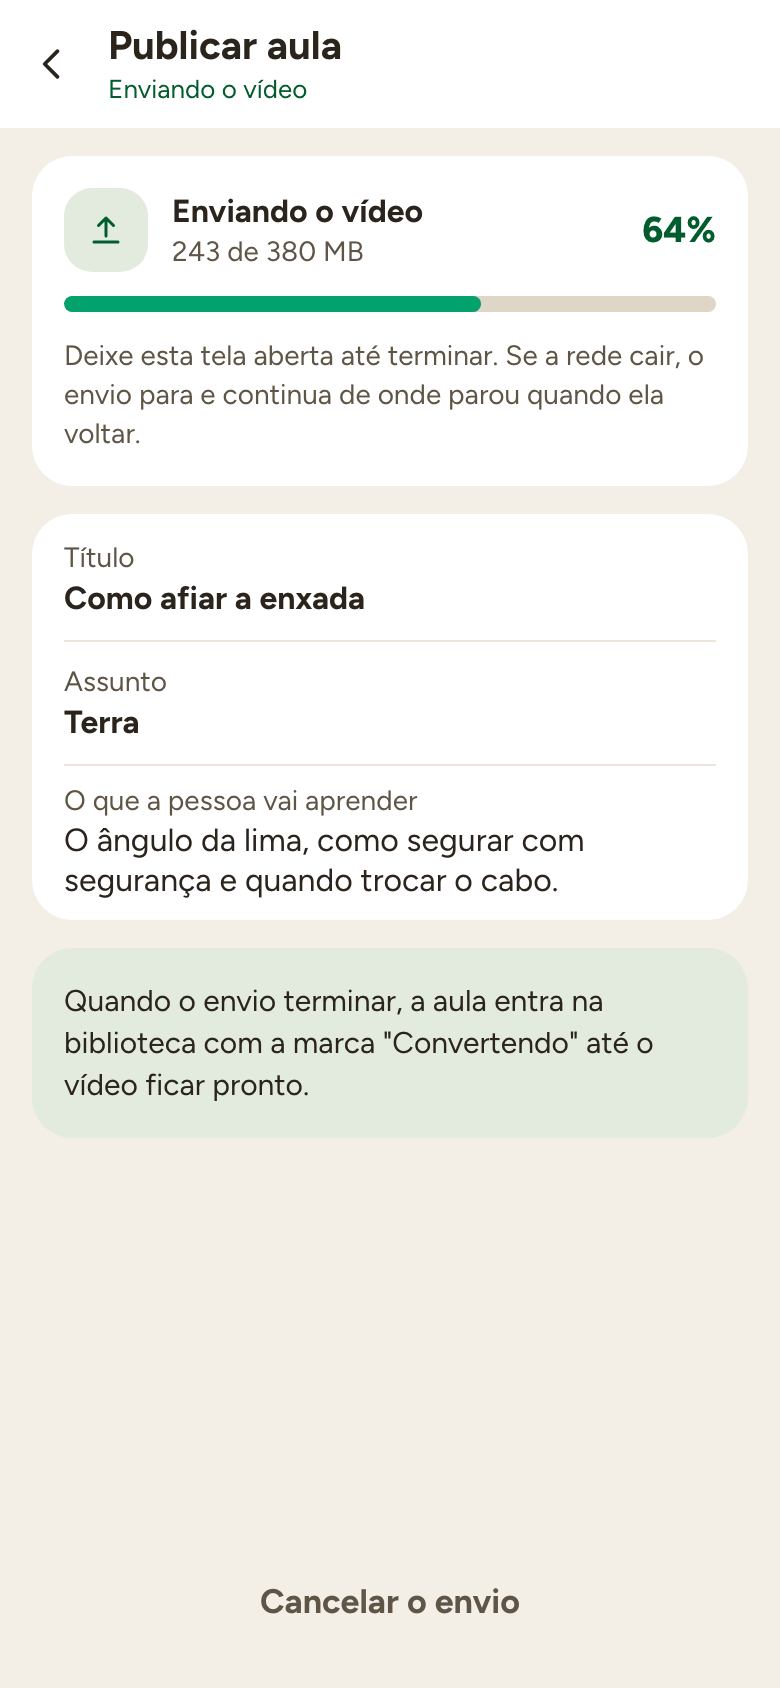 Publicar aula
Enviando o vídeo
Enviando o vídeo
243 de 380 MB
64%
Deixe esta tela aberta até terminar. Se a rede cair, o
envio para e continua de onde parou quando ela
voltar.
Título
Como afiar a enxada
Assunto
Terra
O que a pessoa vai aprender
O ângulo da lima, como segurar com
segurança e quando trocar o cabo.
Quando o envio terminar, a aula entra na
biblioteca com a marca "Convertendo" até o
vídeo ficar pronto.
Cancelar o envio